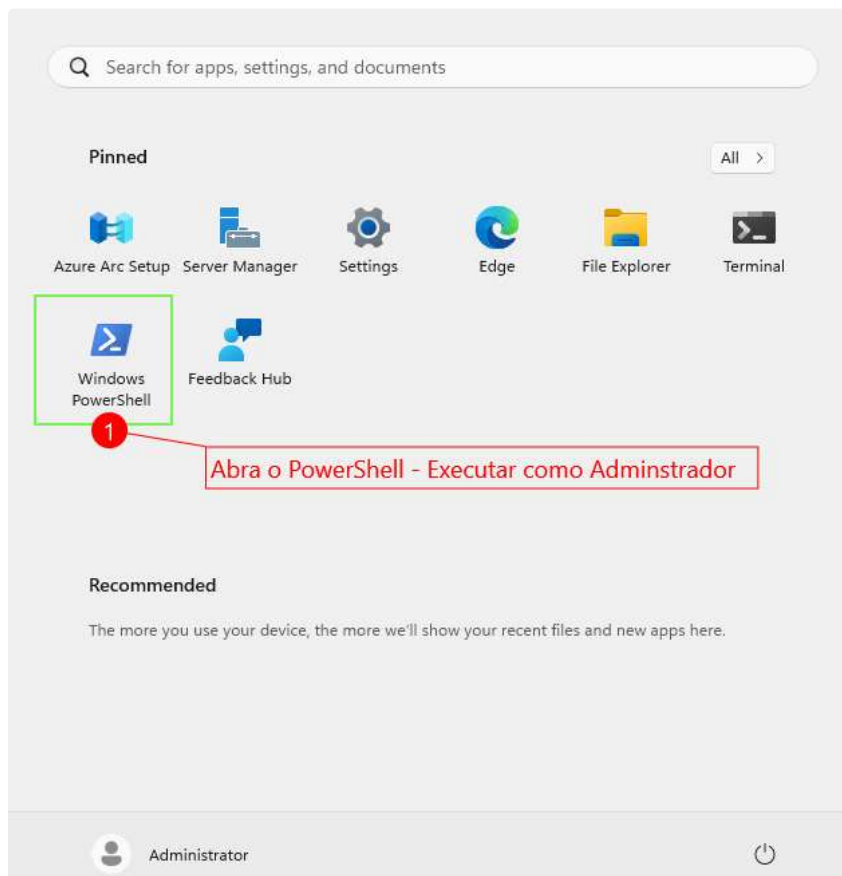 Search for apps, settings, and documents
Pinned
All >
Azure Arc Setup
Server Manager
Settings
Edge
File Explorer
Terminal
Windows
PowerShell
Feedback Hub
1
Abra o PowerShell - Executar como Adminstrador
Recommended
The more you use your device, the more we'll show your recent files and new apps here.
Administrator